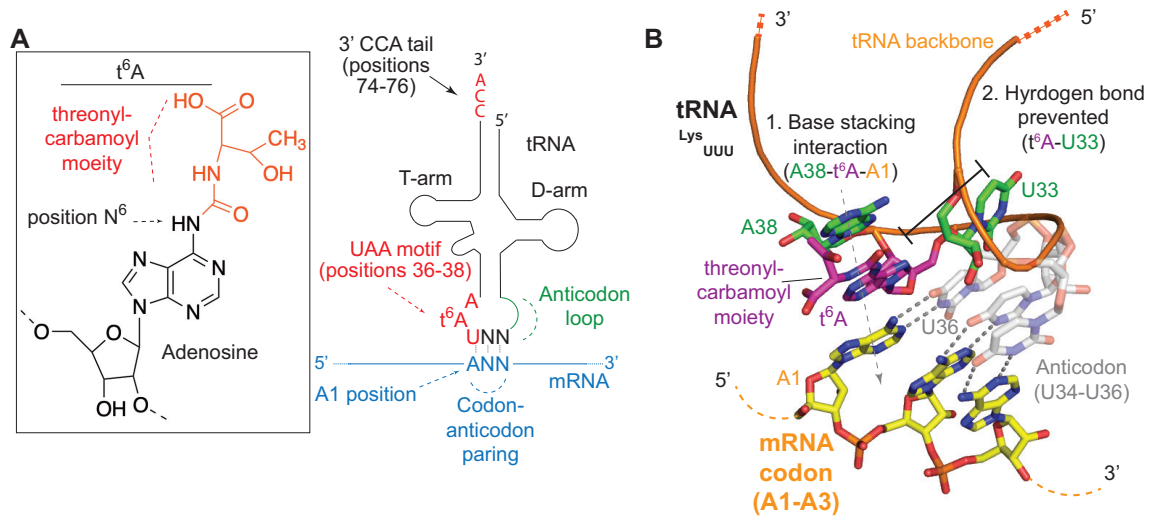 A
t6A
threonyl-
carbamoyl
moeity
HO
O
CH3
OH
HN
O
position N6
HN
N
N
N
N
O
O
Adenosine
OH
O
3' CCA tail
(positions
74-76)
3'
A
C
C
5'
tRNA
T-arm
D-arm
UAA motif
(positions 36-38)
A
t6A
UNN
Anticodon
loop
5'
ANN
3'
mRNA
A1 position
Codon-
anticodon
paring
B
3'
5'
tRNA backbone
tRNA
Lys
UUU
1. Base stacking
interaction
(A38-t6A-A1)
2. Hyrdogen bond
prevented
(t6A-U33)
U33
A38
threonyl-
carbamoyl
moiety
t6A
U36
Anticodon
(U34-U36)
A1
5'
mRNA
codon
(A1-A3)
3'